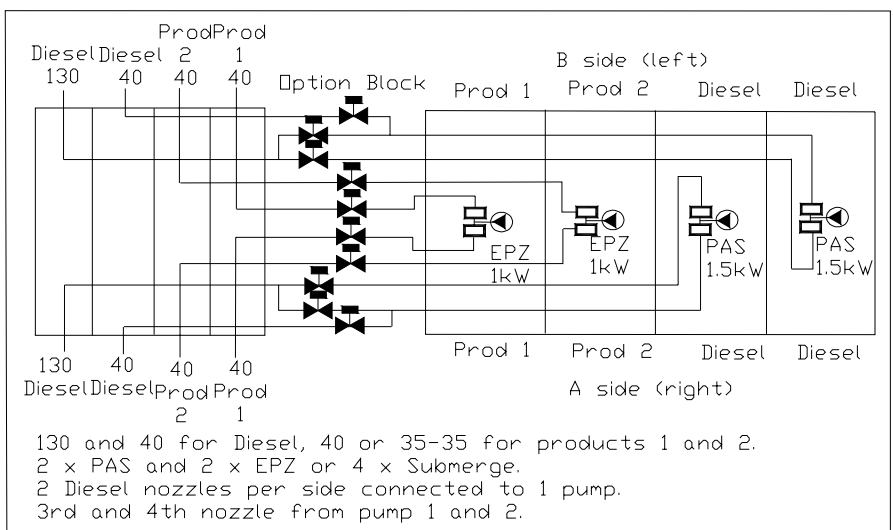 Prod Prod
Diesel Diesel 2 1
130 40 40 40
Option Block
B side (left)
Prod 1 Prod 2 Diesel Diesel
EPZ
1kW
EPZ
1kW
PAS
1.5kW
PAS
1.5kW
130 40 40 40
Diesel Diesel Prod Prod
2 1
Prod 1 Prod 2 Diesel Diesel
A side (right)
130 and 40 for Diesel, 40 or 35-35 for products 1 and 2.
2 x PAS and 2 x EPZ or 4 x Submerge.
2 Diesel nozzles per side connected to 1 pump.
3rd and 4th nozzle from pump 1 and 2.